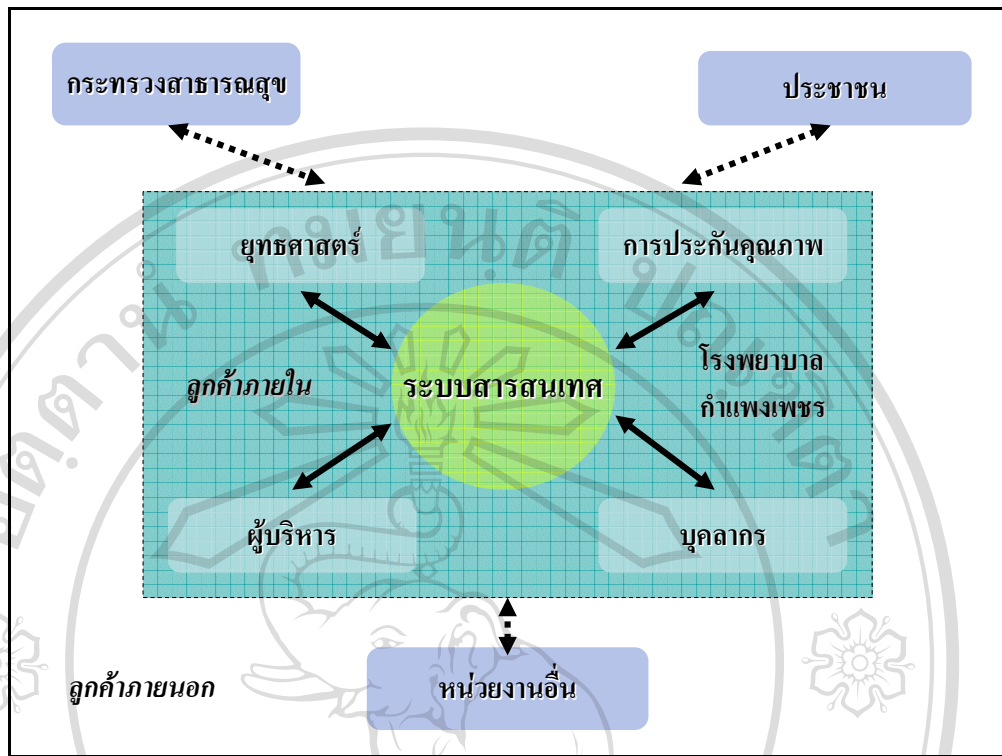 กระทรวงสาธารณสุข
ประชาชน
ยุทธศาสตร์
การประกันคุณภาพ
ลูกค้าภายใน
ระบบสารสนเทศ
โรงพยาบาล
กำแพงเพชร
ผู้บริหาร
บุคลากร
ลูกค้าภายนอก
หน่วยงานอื่น